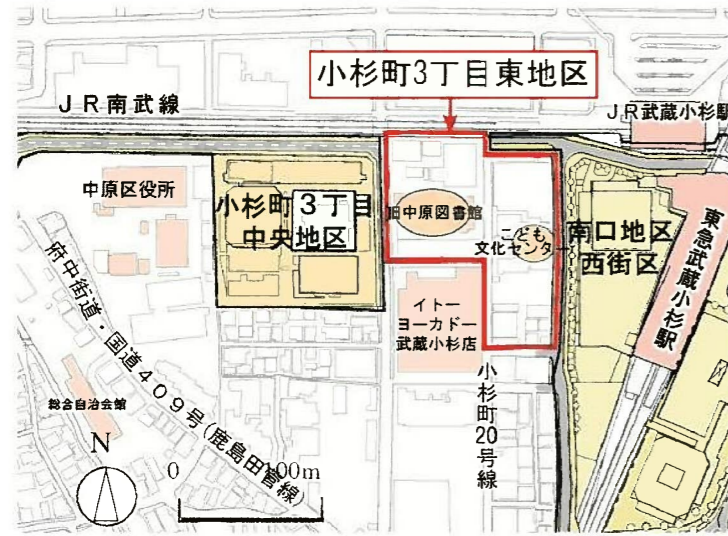 小杉町3丁目東地区
JR南武線
JR武蔵小杉駅
中原区役所
小杉町3丁目
中央地区
旧中原図書館
こども
文化センター
南口地区
西街区
東急武蔵小杉駅
府中街道・国道409号(鹿島田菅線)
イトー
ヨーカドー
武蔵小杉店
小杉町20号線
総合自治会館
N
0 100m